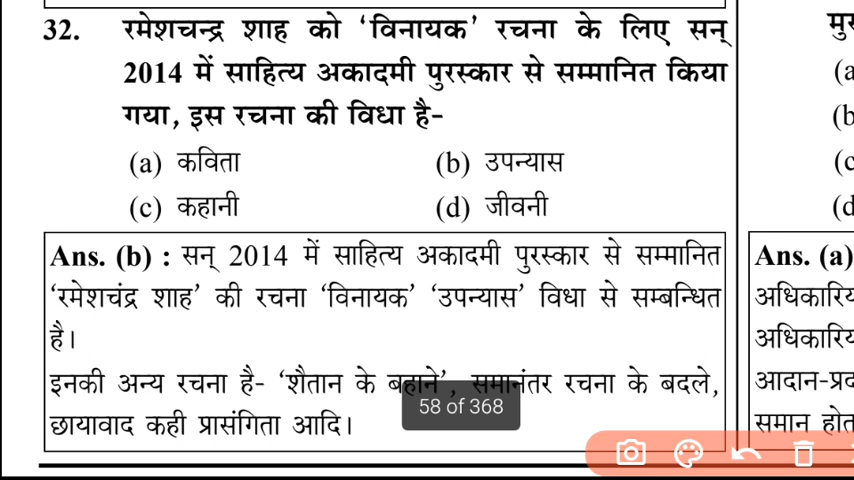 32. रमेशचन्द्र शाह को ‘विनायक’ रचना के लिए सन्
2014 में साहित्य अकादमी पुरस्कार से सम्मानित किया
गया, इस रचना की विधा है-
(a) कविता (b) उपन्यास
(c) कहानी (d) जीवनी
Ans. (b) : सन् 2014 में साहित्य अकादमी पुरस्कार से सम्मानित
‘रमेशचंद्र शाह’ की रचना ‘विनायक’ ‘उपन्यास’ विधा से सम्बन्धित
है।
इनकी अन्य रचना है- ‘शैतान के बहाने’, समानंतर रचना के बदले,
छायावाद कही प्रासंगिता आदि।
58 of 368
(a
(b
(c
(d
Ans. (a)
अधिकारिय
अधिकारिय
आदान-प्रद
समान होत